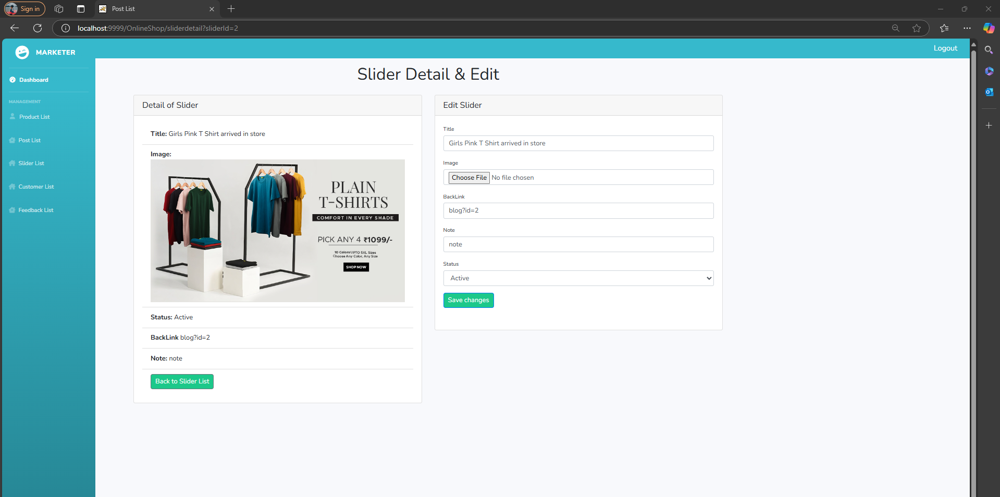 Sign in
Post List
localhost:9999/OnlineShop/sliderdetail?sliderId=2
MARKETER
Logout
Dashboard
MANAGEMENT
Product List
Post List
Slider List
Customer List
Feedback List
Slider Detail & Edit
Detail of Slider
Title: Girls Pink T Shirt arrived in store
Image:
PLAIN
T-SHIRTS
COMFORT IN EVERY SHADE
PICK ANY 4 ₹1099/-
10 Colors UPTO 5XL Sizes
Choose Any Color, Any Size
SHOP NOW
Status: Active
BackLink blog?id=2
Note: note
Back to Slider List
Edit Slider
Title
Girls Pink T Shirt arrived in store
Image
Choose File No file chosen
BackLink
blog?id=2
Note
note
Status
Active
Save changes